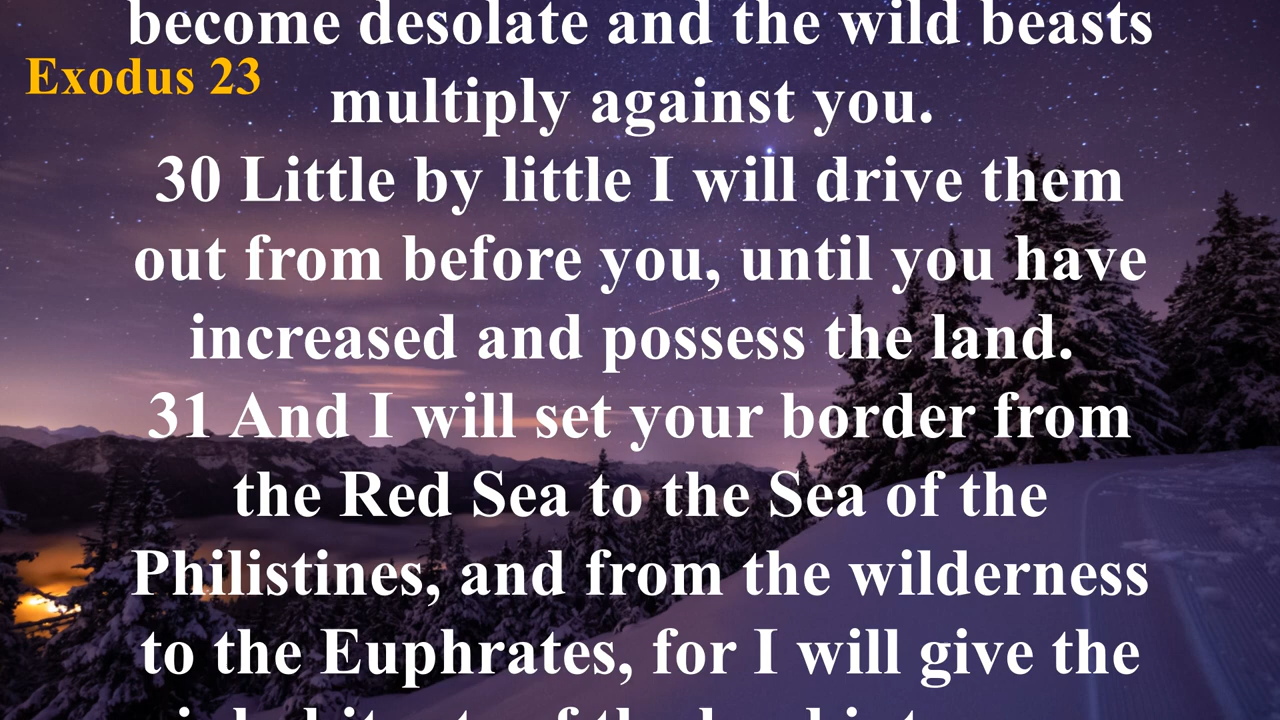 become desolate and the wild beasts
Exodus 23
multiply against you.
30 Little by little I will drive them
out from before you, until you have
increased and possess the land.
31 And I will set your border from
the Red Sea to the Sea of the
Philistines, and from the wilderness
to the Euphrates, for I will give the